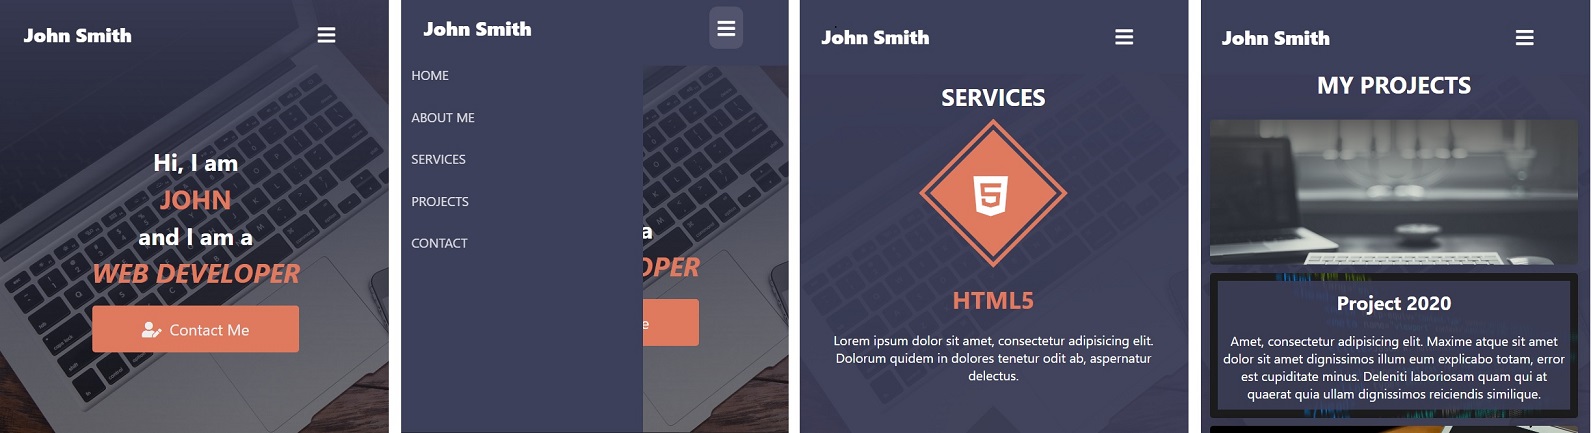 John Smith
Hi, I am
JOHN
and I am a
WEB DEVELOPER
Contact Me
John Smith
HOME
ABOUT ME
SERVICES
PROJECTS
CONTACT
a
OPER
e
John Smith
SERVICES
5
HTML5
Lorem ipsum dolor sit amet, consectetur adipisicing elit.
Dolorum quidem in dolores tenetur odit ab, aspernatur
delectus.
John Smith
MY PROJECTS
Project 2020
Amet, consectetur adipisicing elit. Maxime atque sit amet
dolor sit amet dignissimos illum eum explicabo totam, error
est cupiditate minus. Deleniti laboriosam quam qui at
quaerat quia ullam dignissimos reiciendis similique.